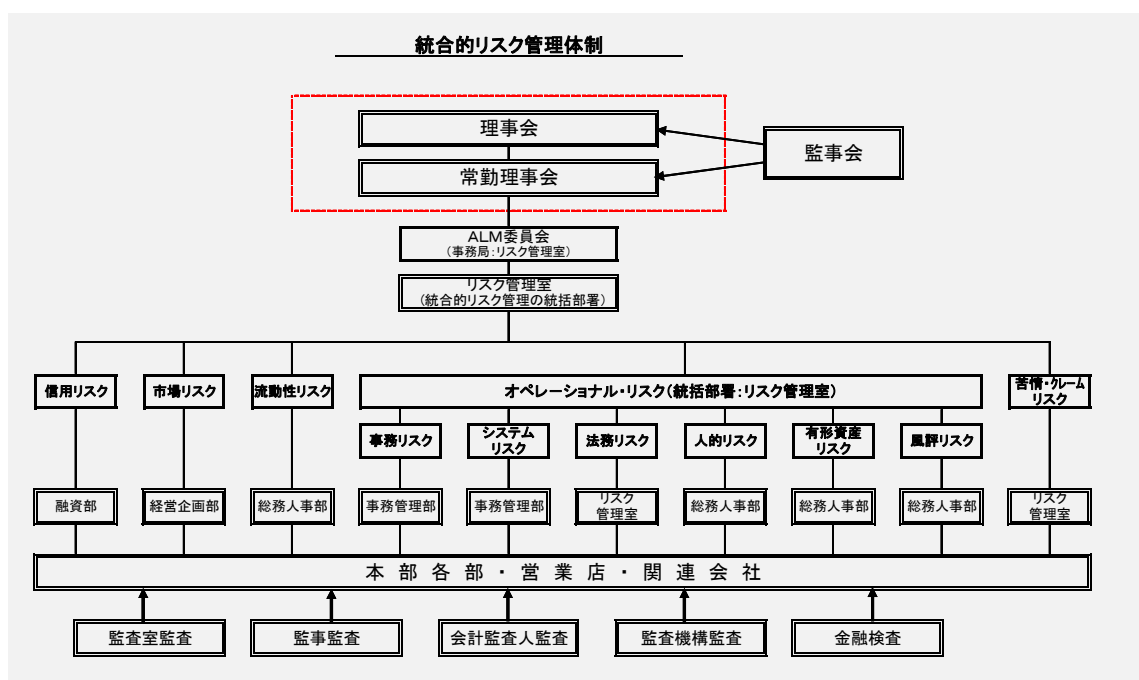 統合的リスク管理体制
理事会
監事会
常勤理事会
ALM委員会
(事務局:リスク管理室)
リスク管理室
(統合的リスク管理の統括部署)
信用リスク
市場リスク
流動性リスク
オペレーショナル・リスク(統括部署:リスク管理室)
苦情・クレーム
リスク
事務リスク
システム
リスク
法務リスク
人的リスク
有形資産
リスク
風評リスク
融資部
経営企画部
総務人事部
事務管理部
事務管理部
リスク
管理室
総務人事部
総務人事部
総務人事部
リスク
管理室
本部各部・営業店・関連会社
監査室監査
監事監査
会計監査人監査
監査機構監査
金融検査